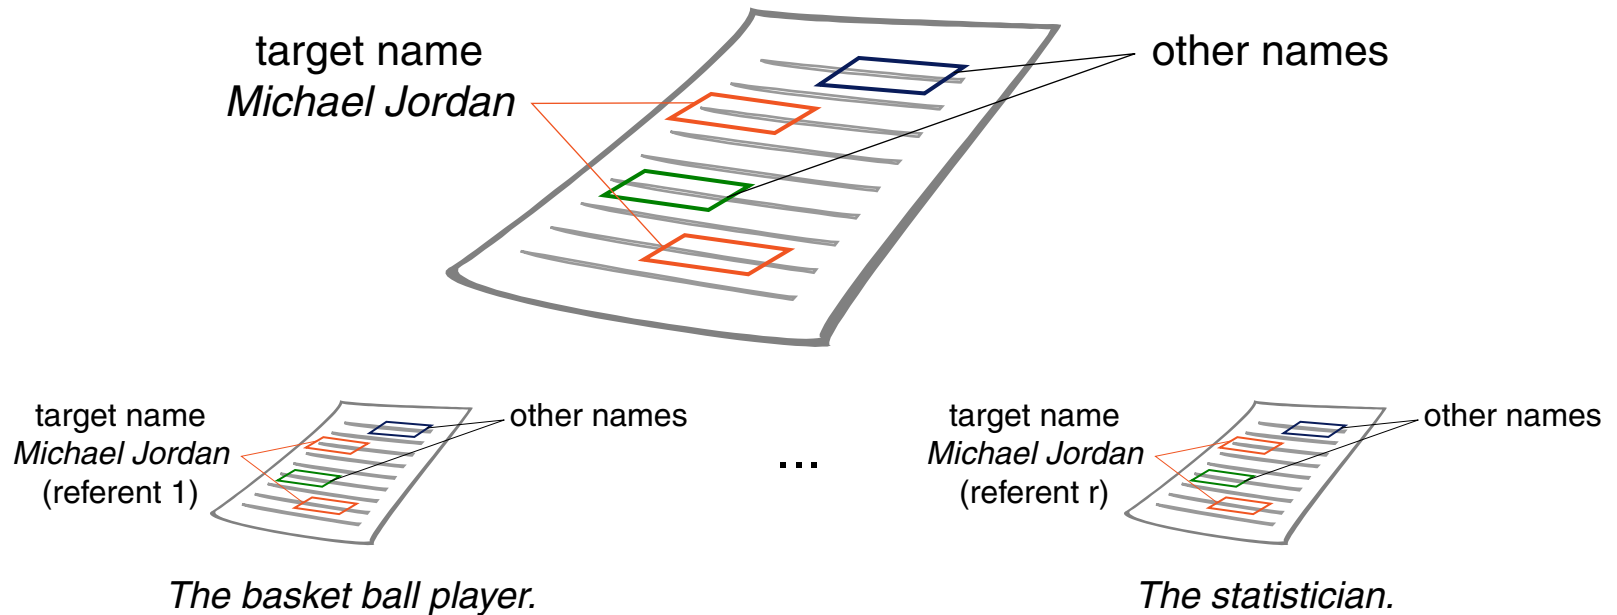 target name
Michael Jordan
other names
target name
Michael Jordan
(referent 1)
other names
...
target name
Michael Jordan
(referent r)
other names
The basket ball player.
The statistician.